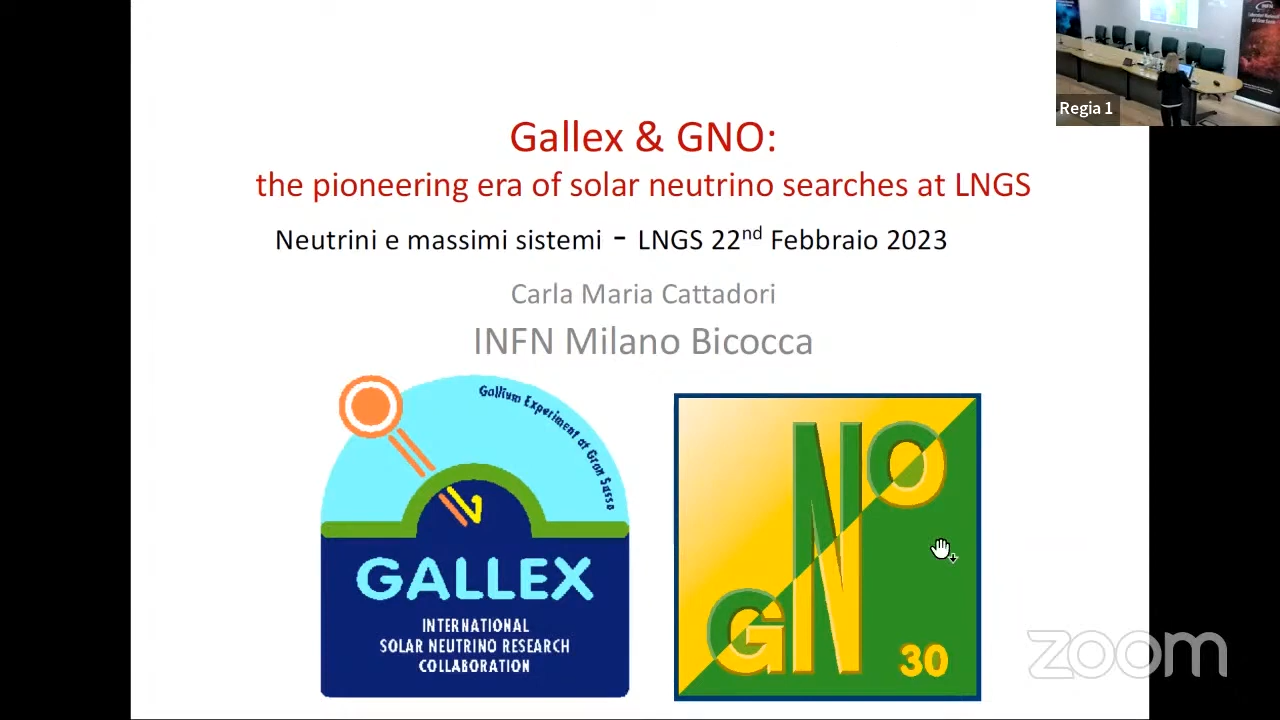 Regia 1
Gallex & GNO:
the pioneering era of solar neutrino searches at LNGS
Neutrini e massimi sistemi - LNGS 22nd Febbraio 2023
Carla Maria Cattadori
INFN Milano Bicocca
Gallium Experiment at Gran Sasso
ν
GALLEX
INTERNATIONAL
SOLAR NEUTRINO RESEARCH
COLLABORATION
GNO
30
zoom